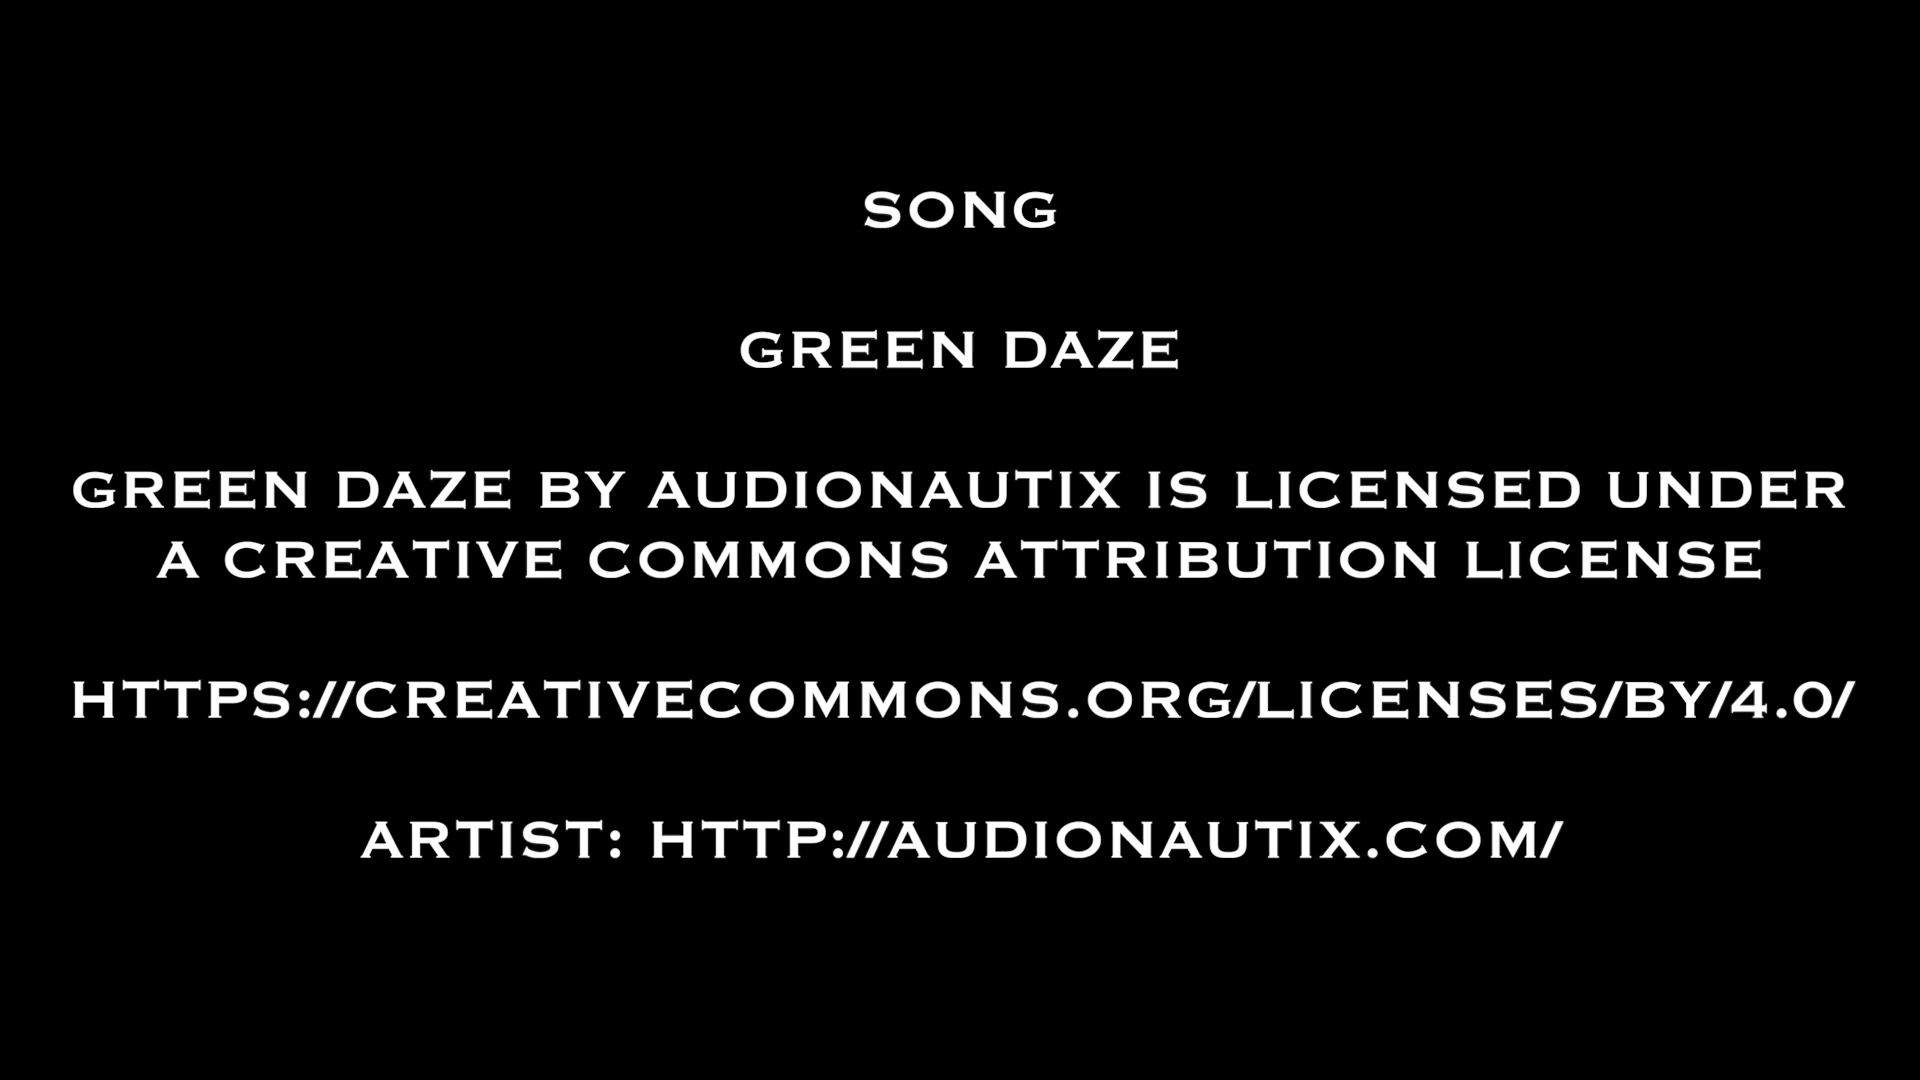 SONG
GREEN DAZE
GREEN DAZE BY AUDIONAUTIX IS LICENSED UNDER
A CREATIVE COMMONS ATTRIBUTION LICENSE
HTTPS://CREATIVECOMMONS.ORG/LICENSES/BY/4.0/
ARTIST: HTTP://AUDIONAUTIX.COM/